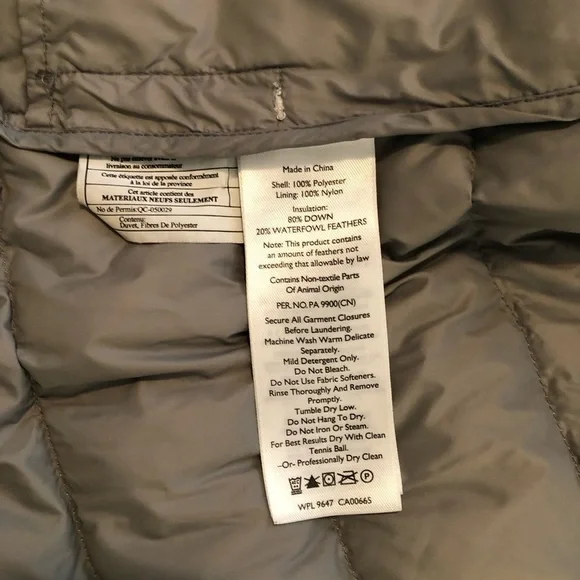 livraison au consommateur
Cette étiquette est apposée conformément
à la loi de la province
Cet article contient des
MATÉRIAUX NEUFS SEULEMENT
No de Permis:QC-050029
Contenu:
Duvet, Fibres De Polyester
Made in China
Shell: 100% Polyester
Lining: 100% Nylon
Insulation:
80% DOWN
20% WATERFOWL FEATHERS
Note: This product contains
an amount of feathers not
exceeding that allowable by law
Contains Non-textile Parts
Of Animal Origin
PER. NO. PA 9900(CN)
Secure All Garment Closures
Before Laundering.
Machine Wash Warm Delicate
Separately.
Mild Detergent Only.
Do Not Bleach.
Do Not Use Fabric Softeners.
Rinse Thoroughly And Remove
Promptly.
Tumble Dry Low.
Do Not Hang To Dry.
Do Not Iron Or Steam.
For Best Results Dry With Clean
Tennis Ball.
-Or- Professionally Dry Clean
WPL 9647 CA00665